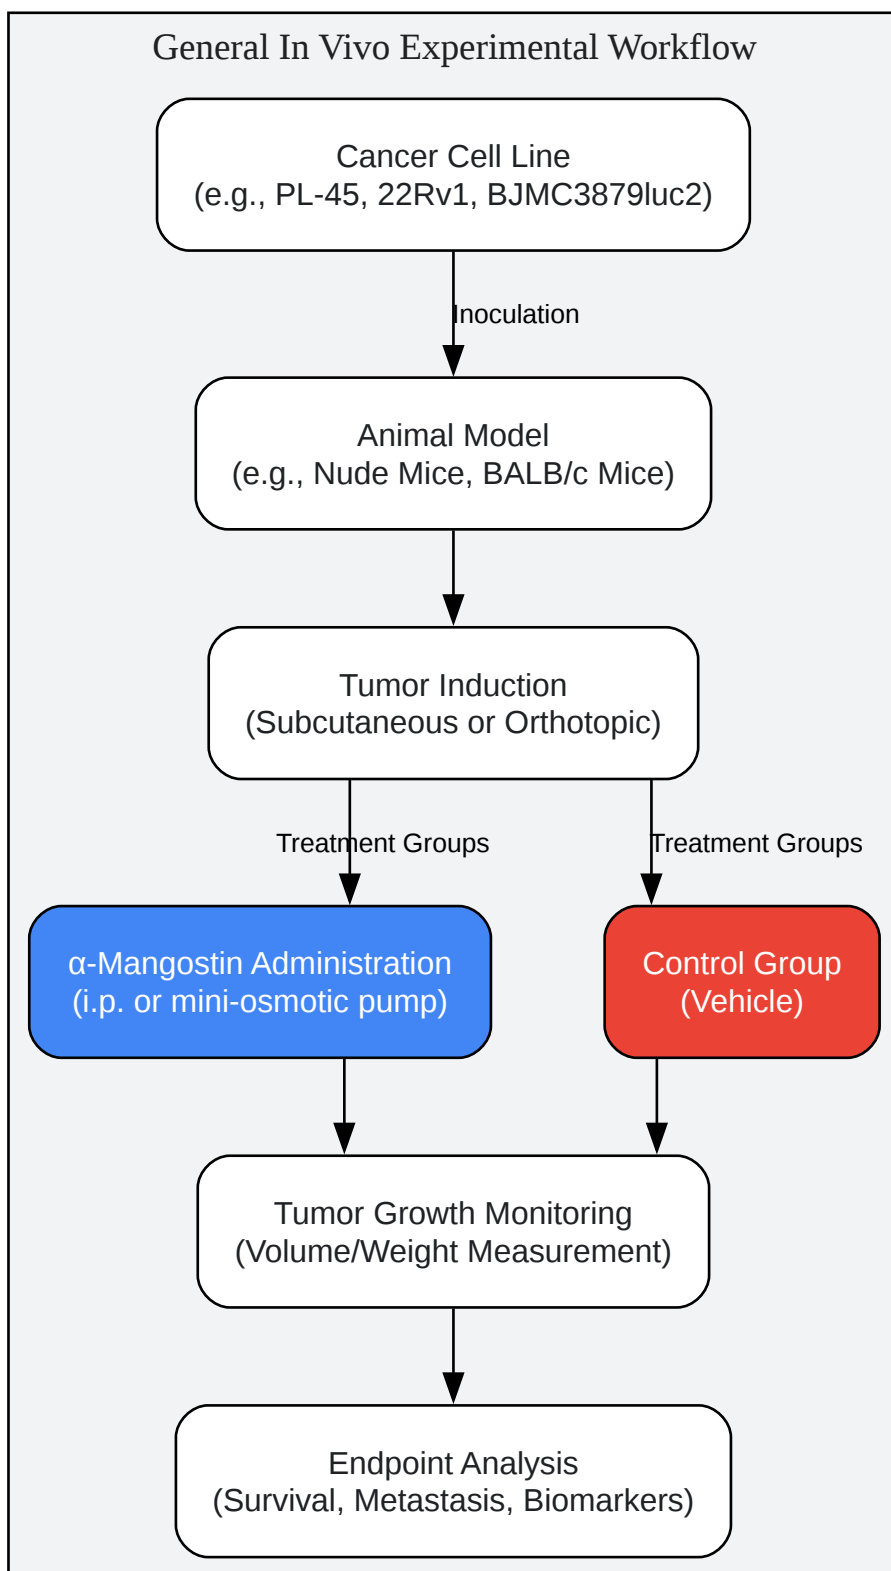 General In Vivo Experimental Workflow
Cancer Cell Line
(e.g., PL-45, 22Rv1, BJMC3879luc2)
Inoculation
Animal Model
(e.g., Nude Mice, BALB/c Mice)
Tumor Induction
(Subcutaneous or Orthotopic)
Treatment Groups
Treatment Groups
α-Mangostin Administration
(i.p. or mini-osmotic pump)
Control Group
(Vehicle)
Tumor Growth Monitoring
(Volume/Weight Measurement)
Endpoint Analysis
(Survival, Metastasis, Biomarkers)